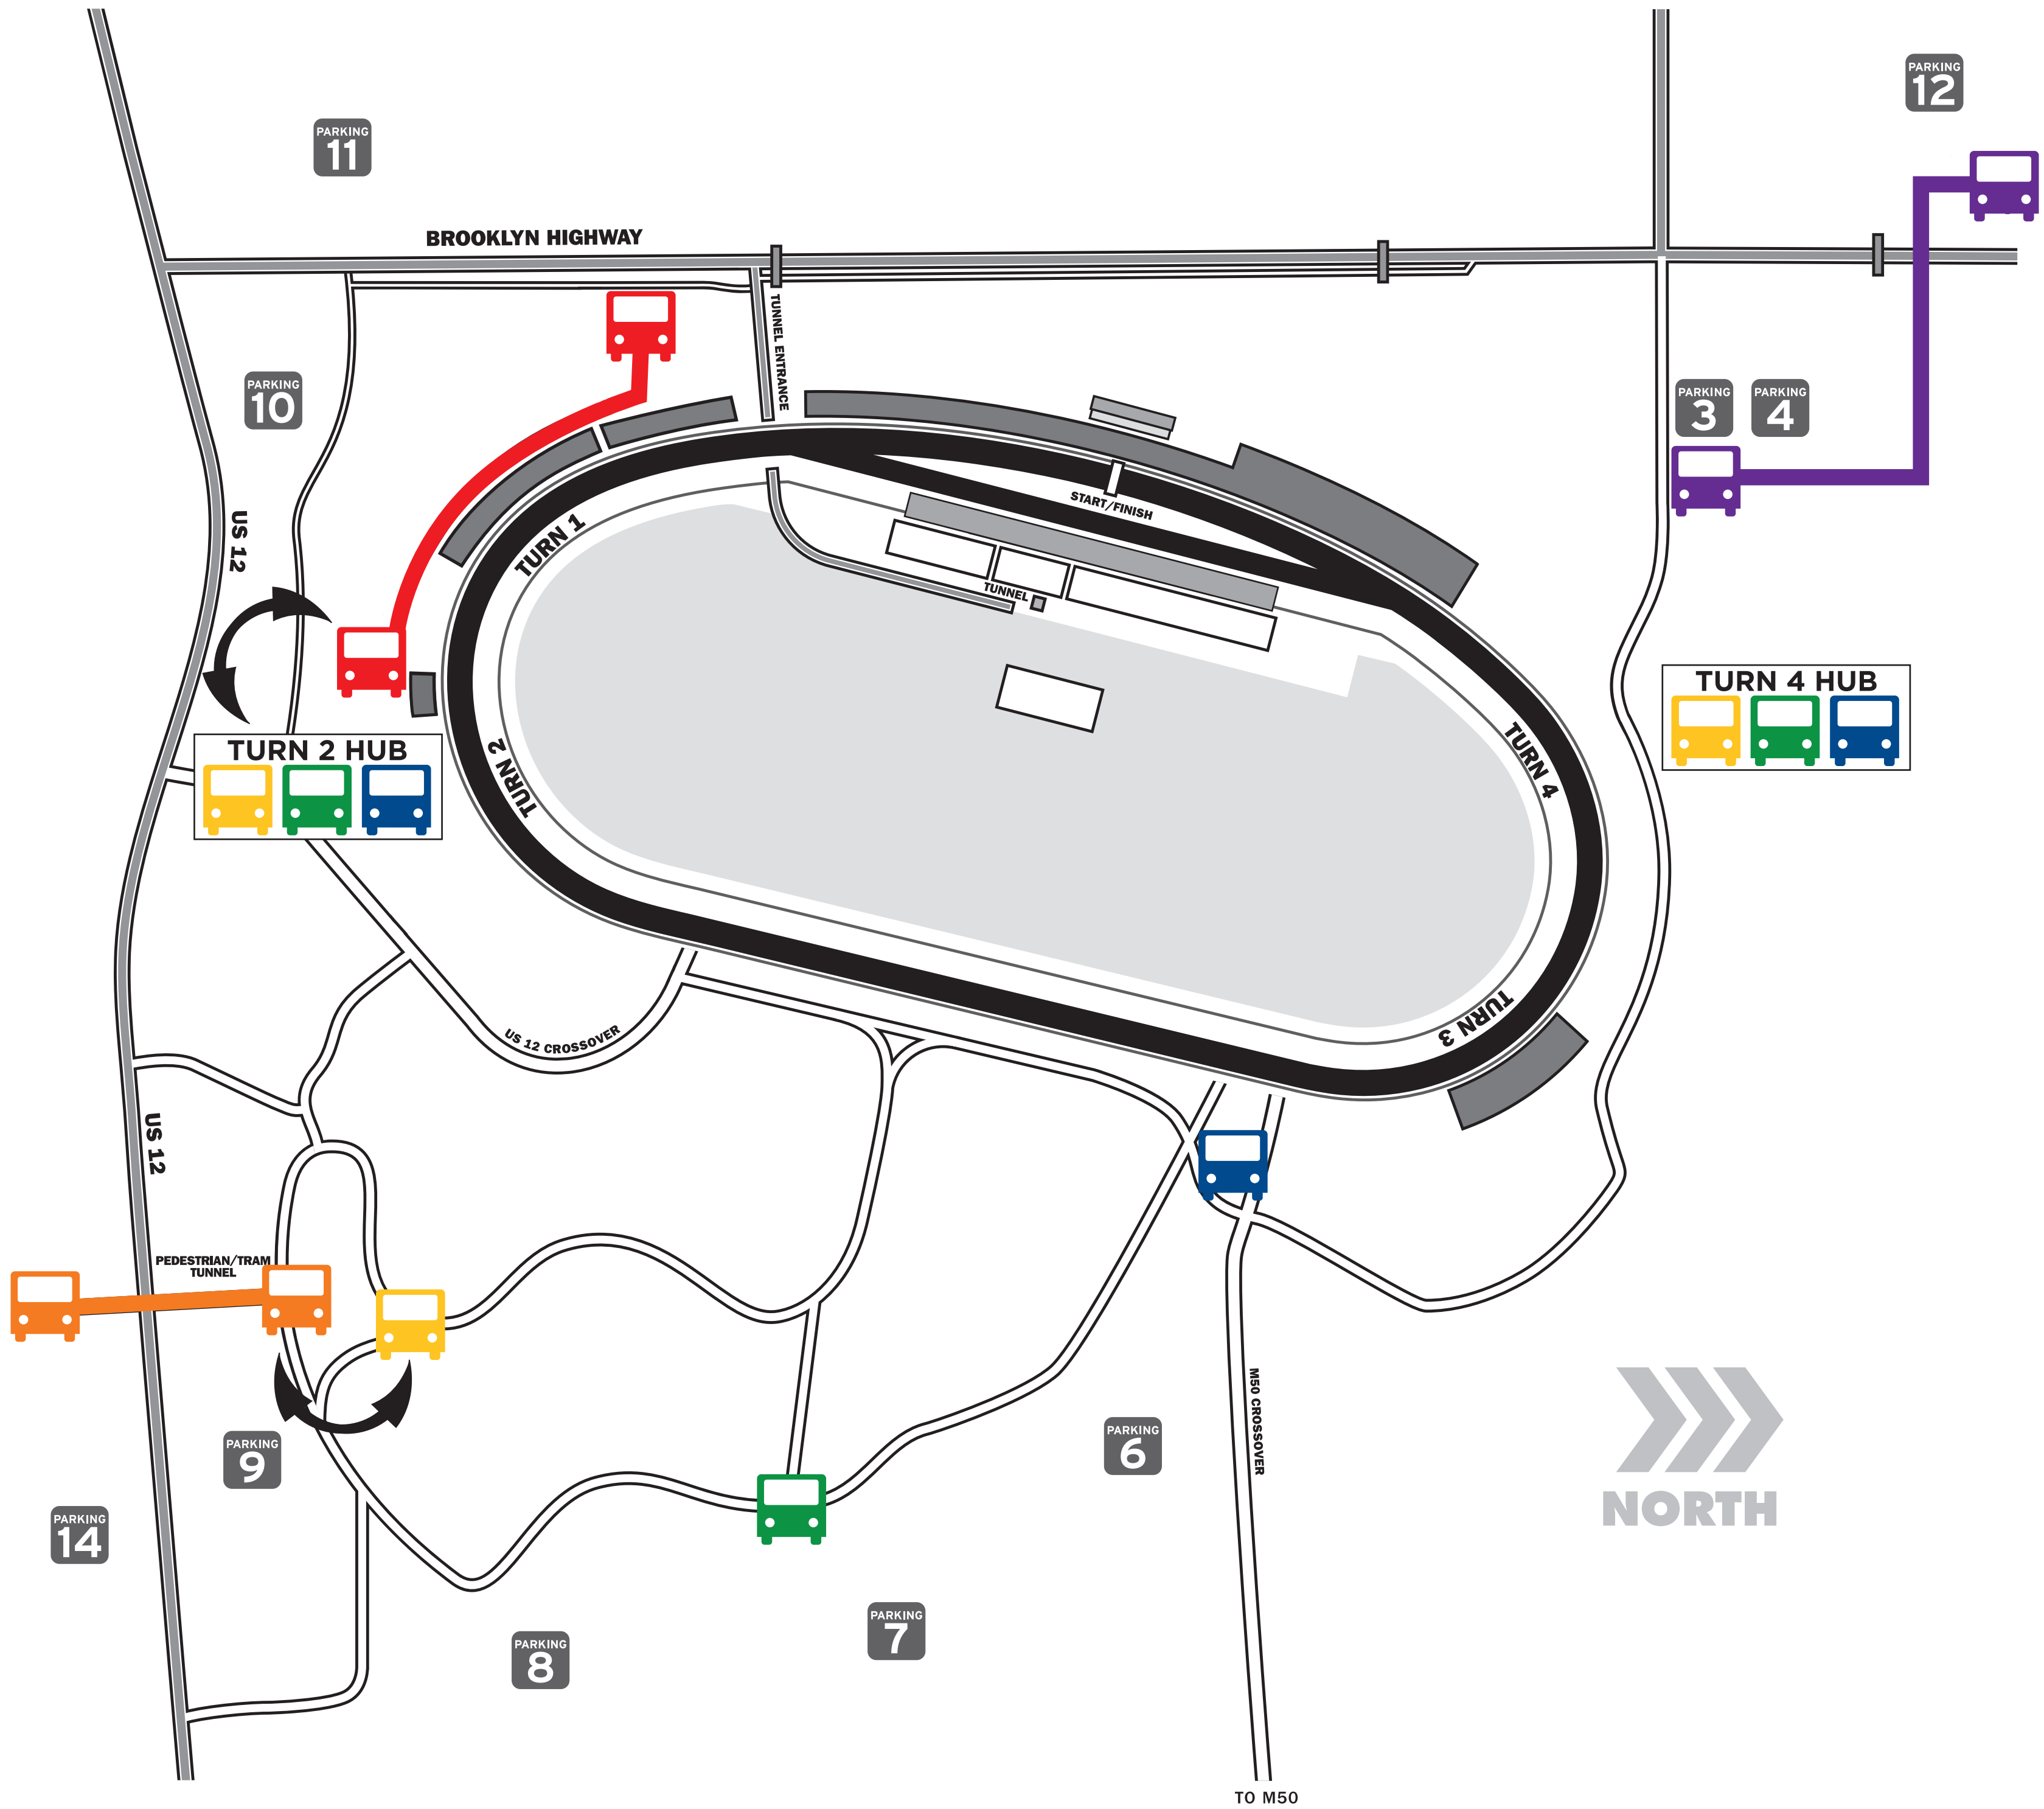 PARKING
12
PARKING
11
BROOKLYN HIGHWAY
TUNNEL ENTRANCE
PARKING
10
PARKING
3
PARKING
4
START/FINISH
US 12
TURN 1
TUNNEL
TURN 4 HUB
TURN 2 HUB
TURN 2
TURN 4
TURN 3
US 12 CROSSOVER
US 12
PEDESTRIAN/TRAM
TUNNEL
M50 CROSSOVER
PARKING
9
PARKING
6
NORTH
PARKING
14
PARKING
7
PARKING
8
TO M50